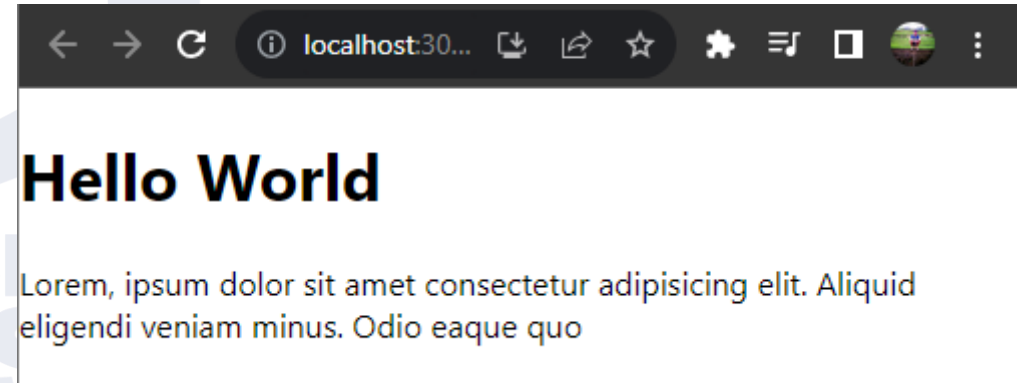 localhost:30...
Hello World
Lorem, ipsum dolor sit amet consectetur adipisicing elit. Aliquid
eligendi veniam minus. Odio eaque quo